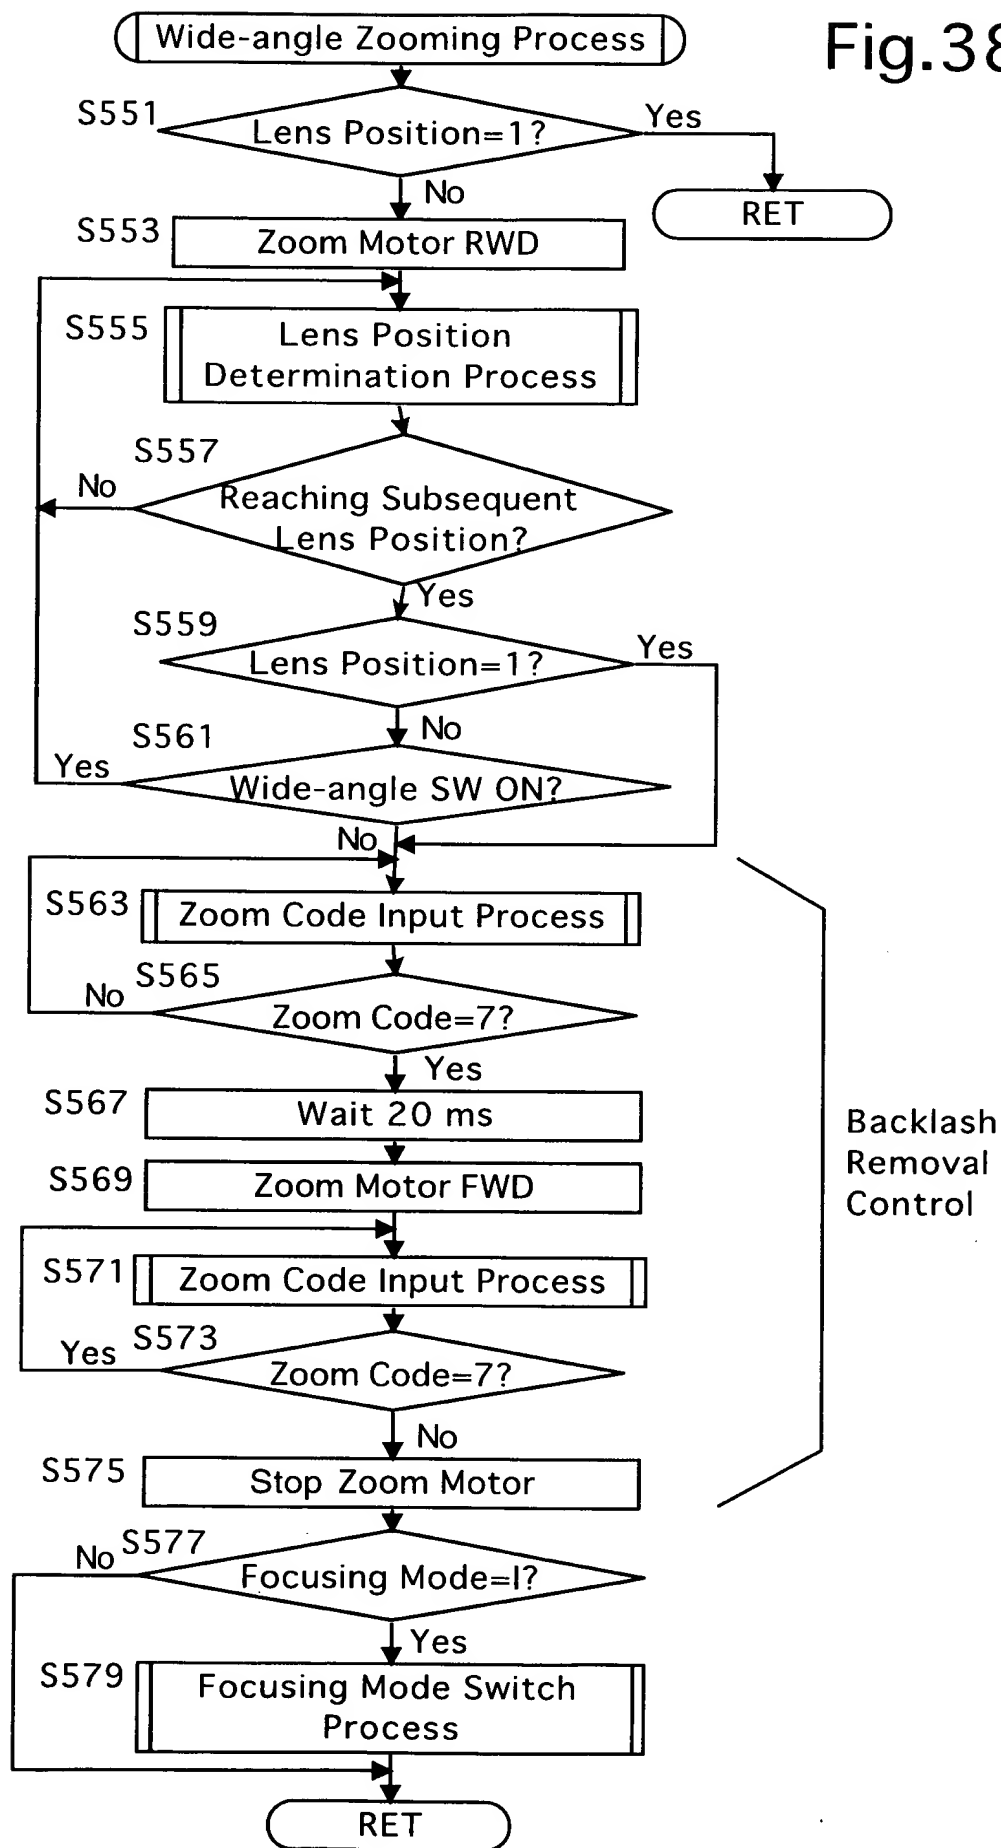 Fig.38
Wide-angle Zooming Process
S551
Lens Position=1?
Yes
No
RET
S553
Zoom Motor RWD
S555
Lens Position
Determination Process
S557
No
Reaching Subsequent
Lens Position?
Yes
S559
Lens Position=1?
Yes
No
S561
Yes
Wide-angle SW ON?
No
S563
Zoom Code Input Process
S565
No
Zoom Code=7?
Yes
S567
Wait 20 ms
S569
Zoom Motor FWD
Backlash
Removal
Control
S571
Zoom Code Input Process
S573
Yes
Zoom Code=7?
No
S575
Stop Zoom Motor
S577
No
Focusing Mode=I?
Yes
S579
Focusing Mode Switch
Process
RET